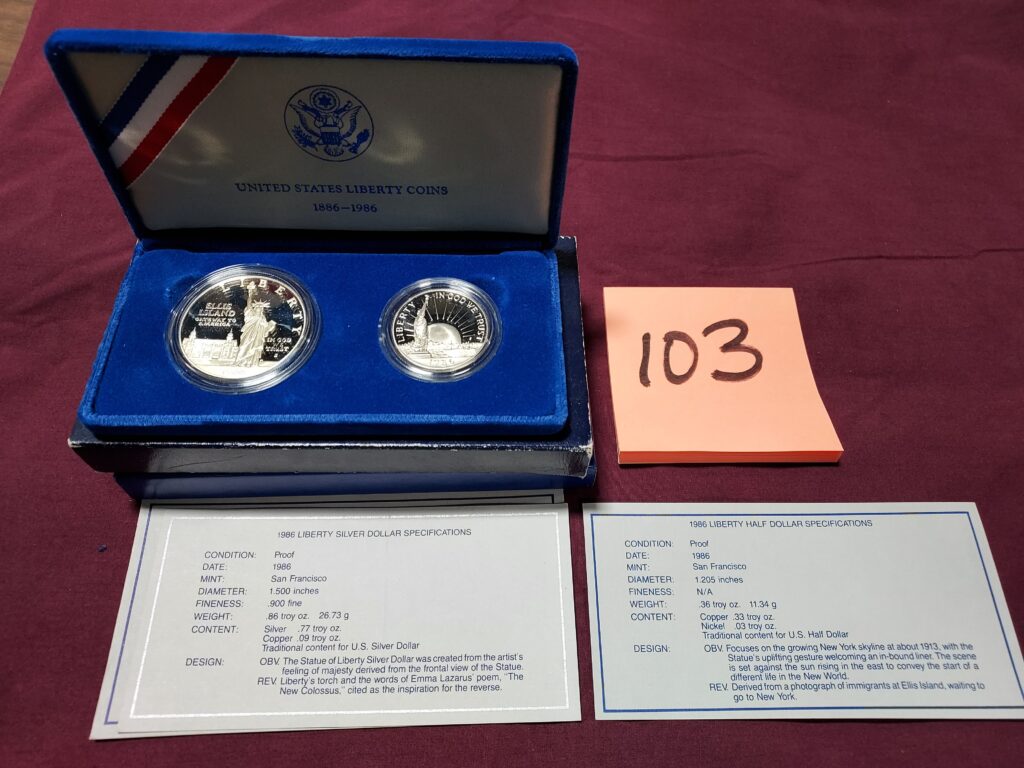 UNITED STATES LIBERTY COINS
1886–1986
LIBERTY
ELLIS
ISLAND
GATEWAY TO
AMERICA
IN GOD
WE TRUST
S
LIBERTY
IN GOD WE TRUST
1986
103
1986 LIBERTY SILVER DOLLAR SPECIFICATIONS
CONDITION: Proof
DATE: 1986
MINT: San Francisco
DIAMETER: 1.500 inches
FINENESS: .900 fine
WEIGHT: .86 troy oz. 26.73 g
CONTENT: Silver .77 troy oz.
Copper .09 troy oz.
Traditional content for U.S. Silver Dollar
DESIGN: OBV. The Statue of Liberty Silver Dollar was created from the artist's
feeling of majesty derived from the frontal view of the Statue.
REV. Liberty's torch and the words of Emma Lazarus' poem, "The
New Colossus," cited as the inspiration for the reverse.
1986 LIBERTY HALF DOLLAR SPECIFICATIONS
CONDITION: Proof
DATE: 1986
MINT: San Francisco
DIAMETER: 1.205 inches
FINENESS: N/A
WEIGHT: .36 troy oz. 11.34 g
CONTENT: Copper .33 troy oz.
Nickel .03 troy oz.
Traditional content for U.S. Half Dollar
DESIGN: OBV. Focuses on the growing New York skyline at about 1913, with the
Statue's uplifting gesture welcoming an in-bound liner. The scene
is set against the sun rising in the east to convey the start of a
different life in the New World.
REV. Derived from a photograph of immigrants at Ellis Island, waiting to
go to New York.